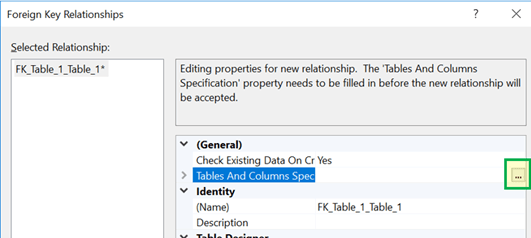 Foreign Key Relationships
?
Selected Relationship:
FK_Table_1_Table_1*
Editing properties for new relationship. The 'Tables And Columns
Specification' property needs to be filled in before the new relationship will
be accepted.
(General)
Check Existing Data On Cr Yes
Tables And Columns Spec
...
Identity
(Name) FK_Table_1_Table_1
Description
Table Designer